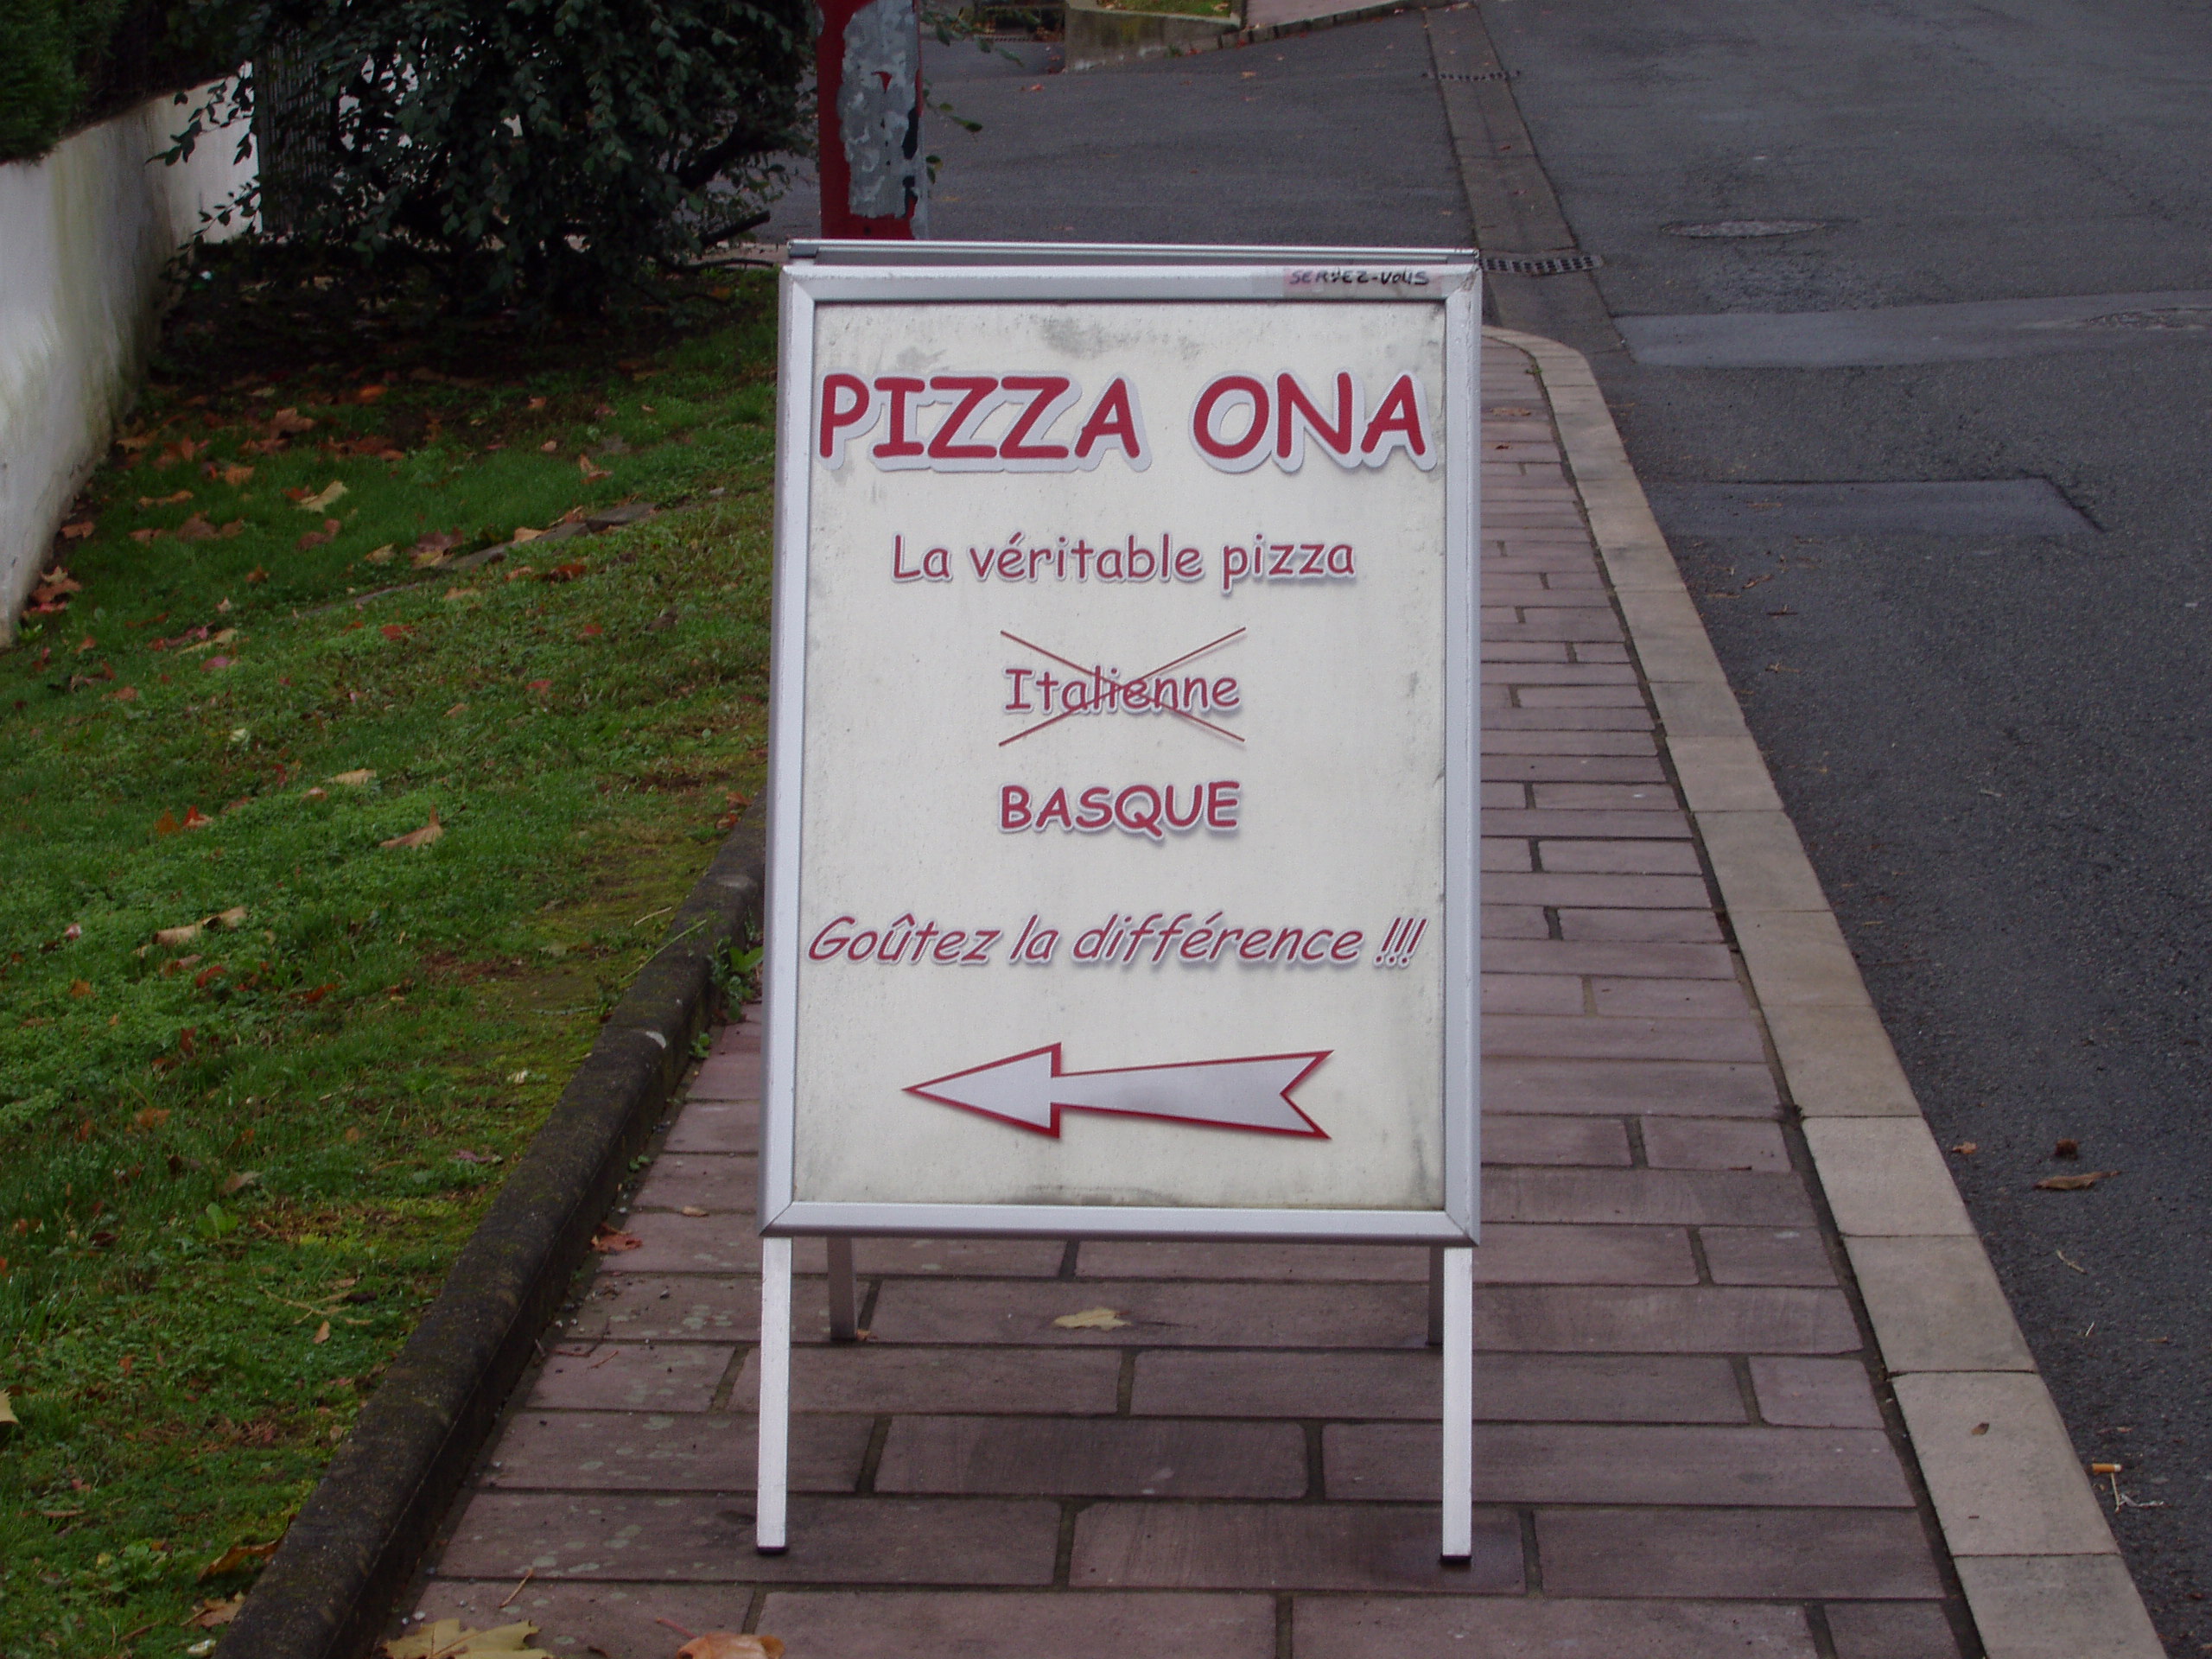 SERVEZ-VOUS
PIZZA ONA
La véritable pizza
Italienne
BASQUE
Goûtez la différence !!!